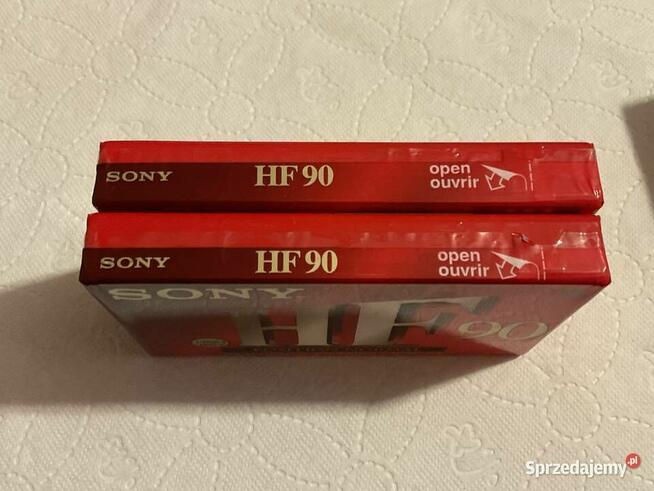 SONY HF 90 open
ouvrir
SONY HF 90 open
ouvrir
SONY
HF 90
Sprzedajemy.pl